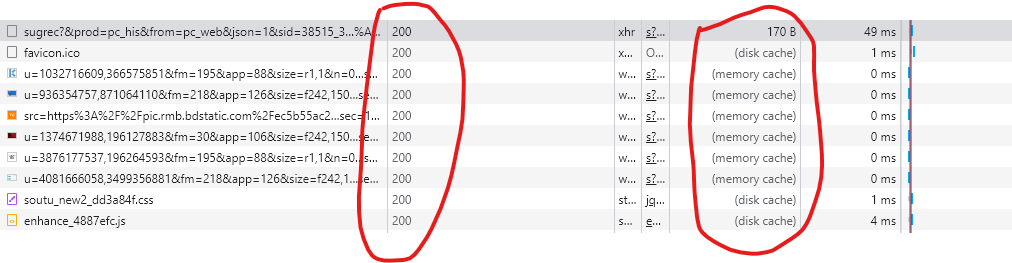 sugrec?&prod=pc_his&from=pc_web&json=1&sid=38515_3...%A... 200 xhr s?... 170 B 49 ms
favicon.ico 200 x... O... (disk cache) 1 ms
u=1032716609,366575851&fm=195&app=88&size=r1,1&n=0...s... 200 w... s?... (memory cache) 0 ms
u=936354757,871064110&fm=218&app=126&size=f242,150...se... 200 w... s?... (memory cache) 0 ms
src=https%3A%2F%2Fpic.rmb.bdstatic.com%2Fec5b55ac2...sec=1... 200 w... s?... (memory cache) 0 ms
u=1374671988,196127883&fm=30&app=106&size=f242,150...se... 200 w... s?... (memory cache) 0 ms
u=3876177537,196264593&fm=195&app=88&size=r1,1&n=0...s... 200 w... s?... (memory cache) 0 ms
u=4081666058,3499356881&fm=218&app=126&size=f242,1...se... 200 w... s?... (memory cache) 0 ms
soutu_new2_dd3a84f.css 200 st... jq... (disk cache) 1 ms
enhance_4887efc.js 200 s... e... (disk cache) 4 ms